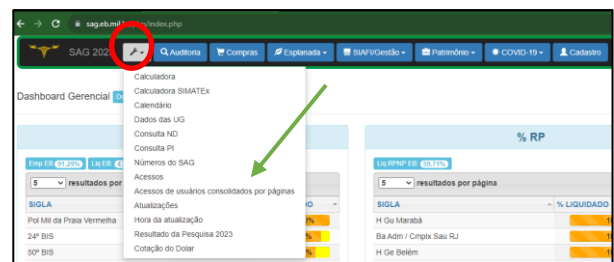 sag.eb.mil
/index.php
SAG 202
Auditoria
Compras
Esplanada
SIAFI/Gestão
Patrimônio
COVID-19
Cadastro
Calculadora
Calculadora SIMATEx
Calendário
Dados das UG
Consulta ND
Consulta PI
Números do SAG
Acessos
Acessos de usuários consolidados por páginas
Atualizações
Hora da atualização
Resultado da Pesquisa 2023
Cotação do Dolar
Dashboard Gerencial
% RP
Emp EB 91.29% Liq EB
Liq RPNP EB 59.71%
5 resultados por
5 resultados por página
SIGLA
SIGLA % LIQUIDADO
Pol Mil da Praia Vermelha
H Gu Marabá
24º BIS
Ba Adm / Cmplx Sau RJ
50º BIS
H Ge Belém